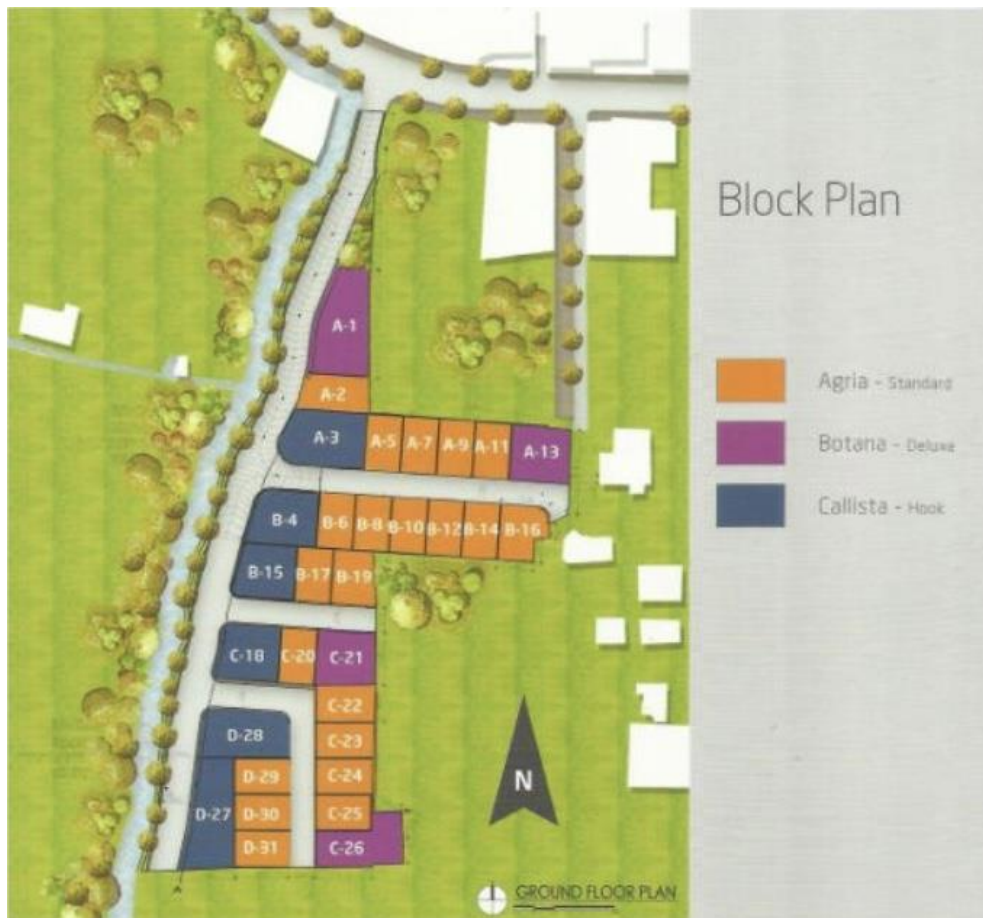 Block Plan
Agria - Standard
Botana - Deluxe
Callista - Hook
A-1
A-2
A-3 A-5 A-7 A-9 A-11 A-13
B-4 B-6 B-8 B-10 B-12 B-14 B-16
B-15 B-17 B-19
C-18 C-20 C-21
C-22
D-28 C-23
D-29 C-24
D-27 D-30 C-25
D-31 C-26
N
GROUND FLOOR PLAN